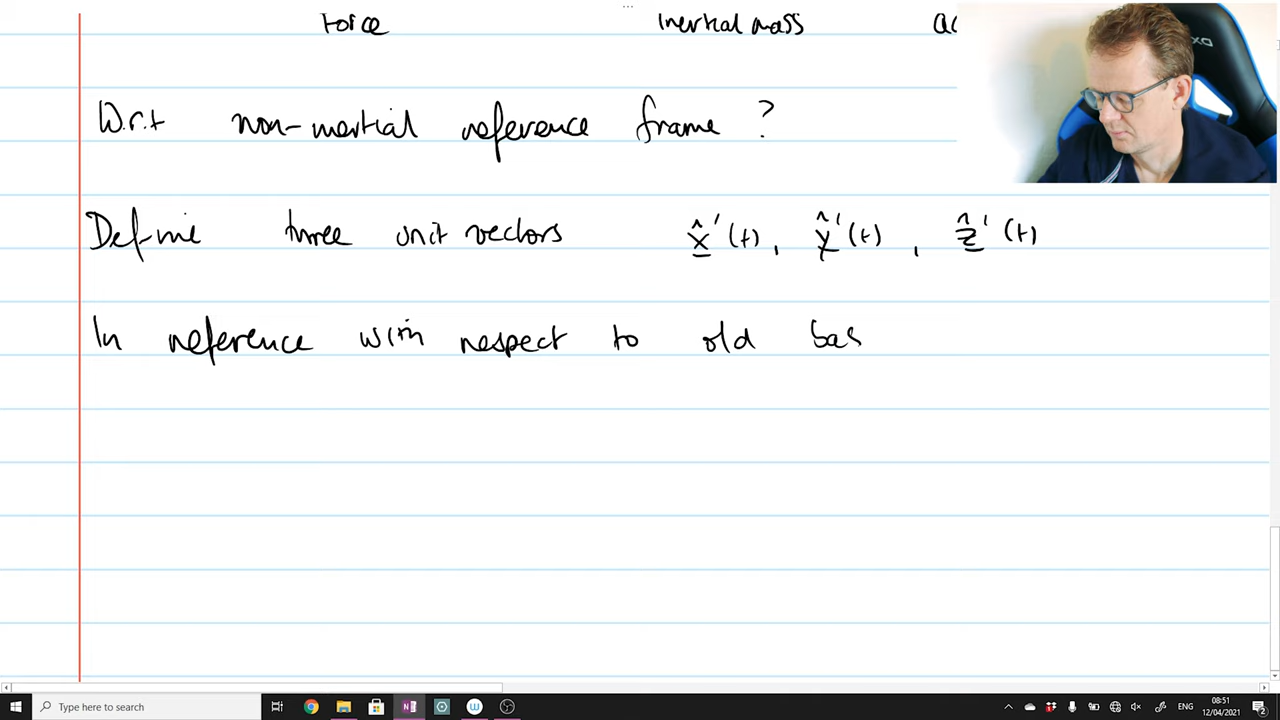 Force Inertial mass
W.r.t non-inertial reference frame ?
Define three unit vectors x̂'(t), ŷ'(t), ẑ'(t)
In reference with respect to old bas
Type here to search
ENG
08:51
12/04/2021